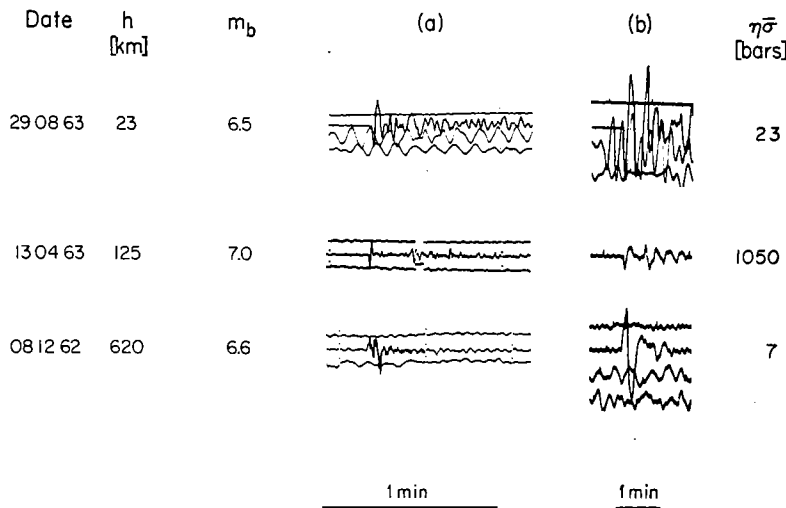 Date h m_b (a) (b) ησ̄
[km] [bars]
29 08 63 23 6.5 23
13 04 63 125 7.0 1050
08 12 62 620 6.6 7
1 min 1 min